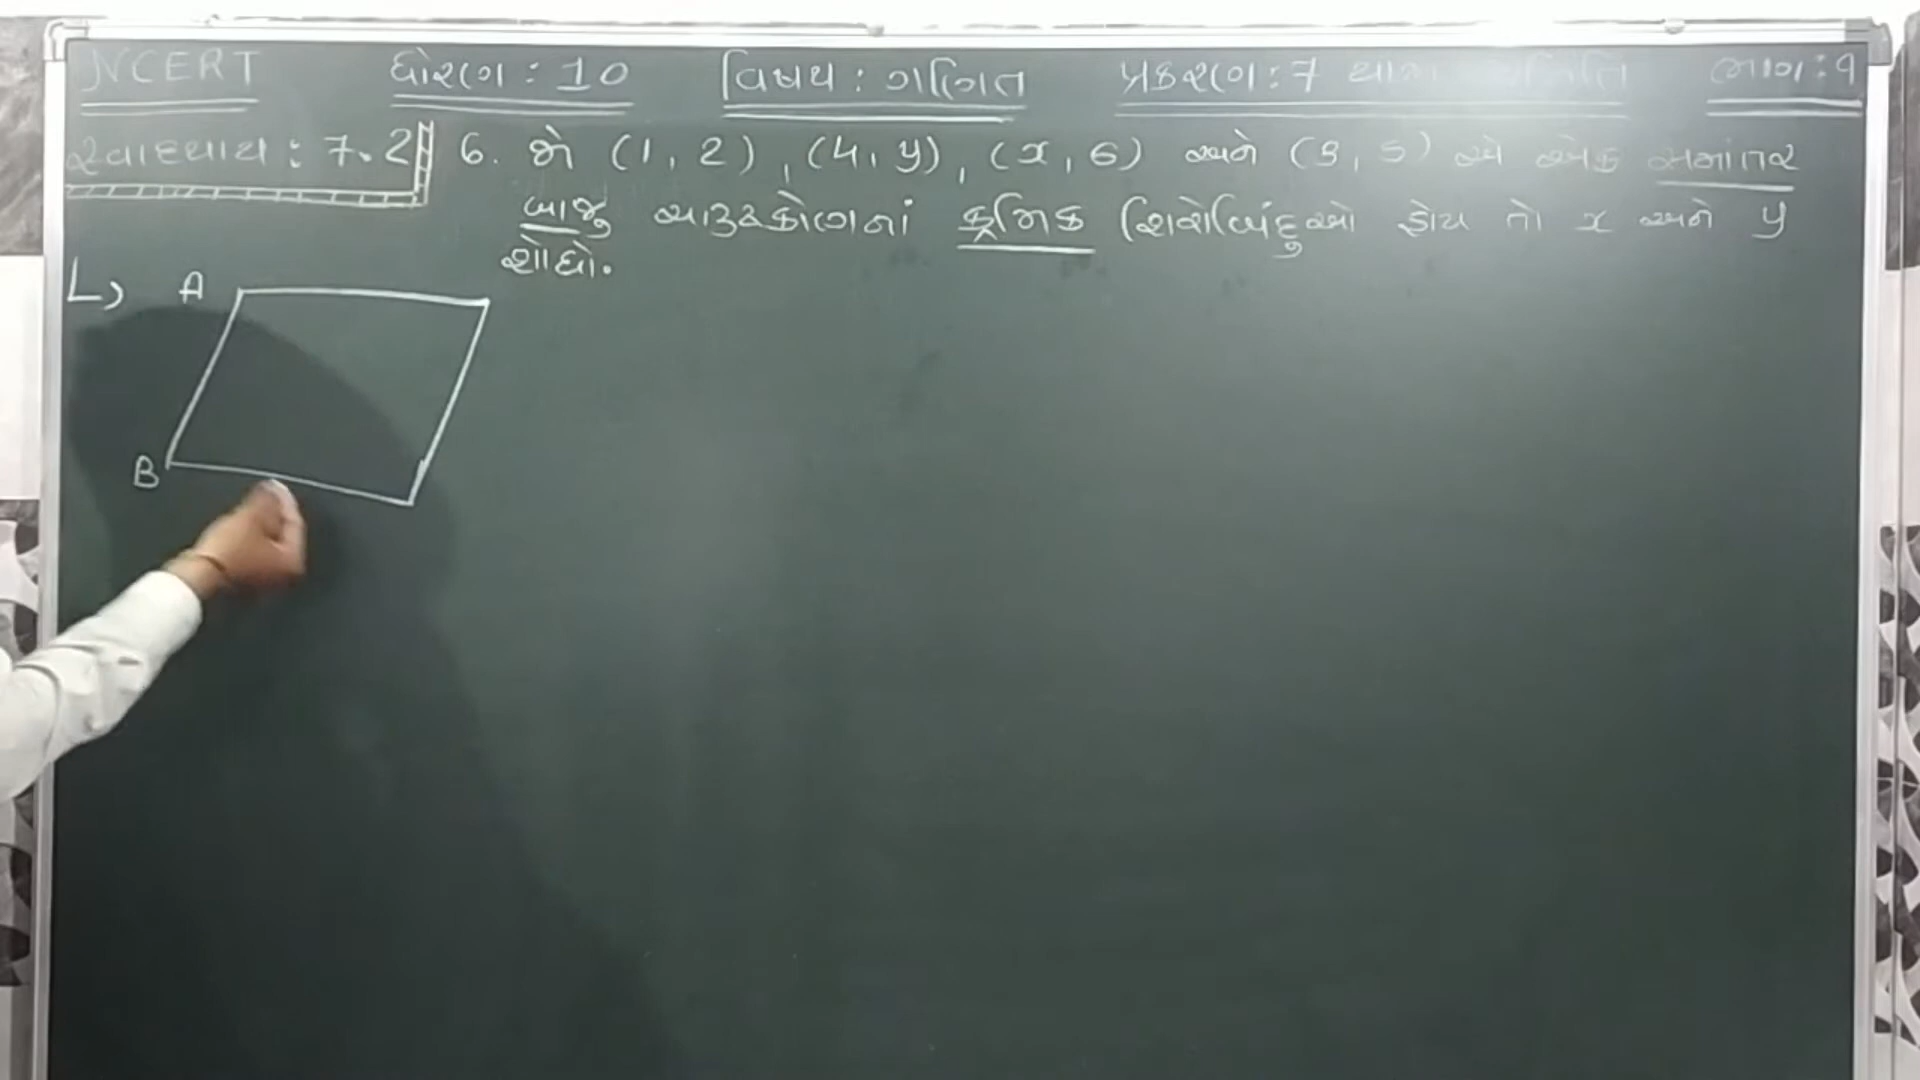 NCERT ધોરણ : 10 વિષય : ગણિત પ્રકરણ : 7 ભાગ : 9
સ્વાધ્યાય : 7.2 6. જો (1, 2), (4, y), (x, 6) અને (3, 5) એ એક સમાંતર
બાજુ ચતુષ્કોણનાં ક્રમિક શિરોબિંદુઓ હોય તો x અને y
શોધો.
A
B